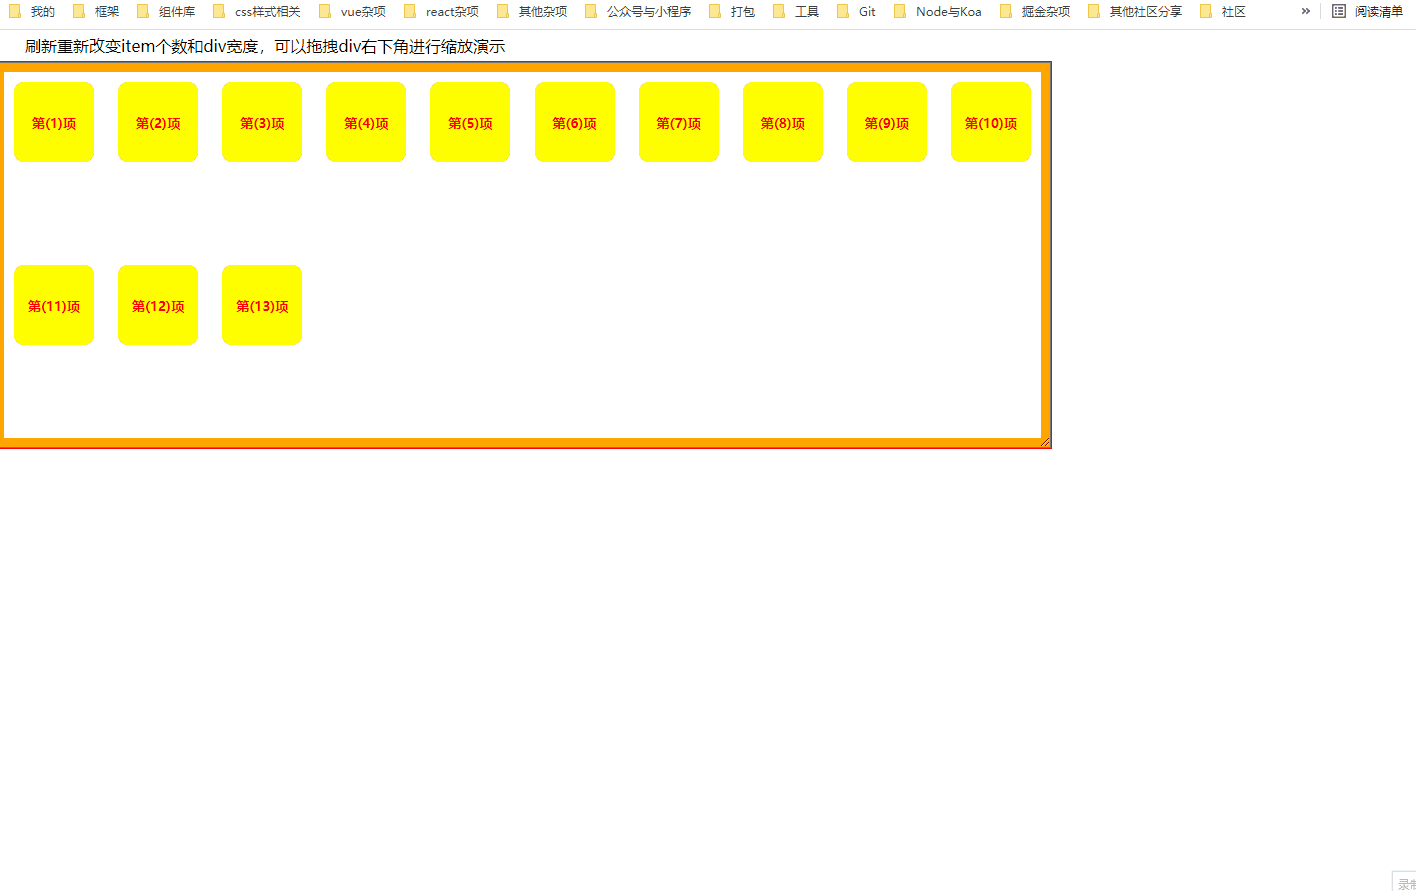 我的 框架 组件库 css样式相关 vue杂项 react杂项 其他杂项 公众号与小程序 打包 工具 Git Node与Koa 掘金杂项 其他社区分享 社区 » 阅读清单
刷新重新改变item个数和div宽度，可以拖拽div右下角进行缩放演示
第(1)项 第(2)项 第(3)项 第(4)项 第(5)项 第(6)项 第(7)项 第(8)项 第(9)项 第(10)项
第(11)项 第(12)项 第(13)项
录制